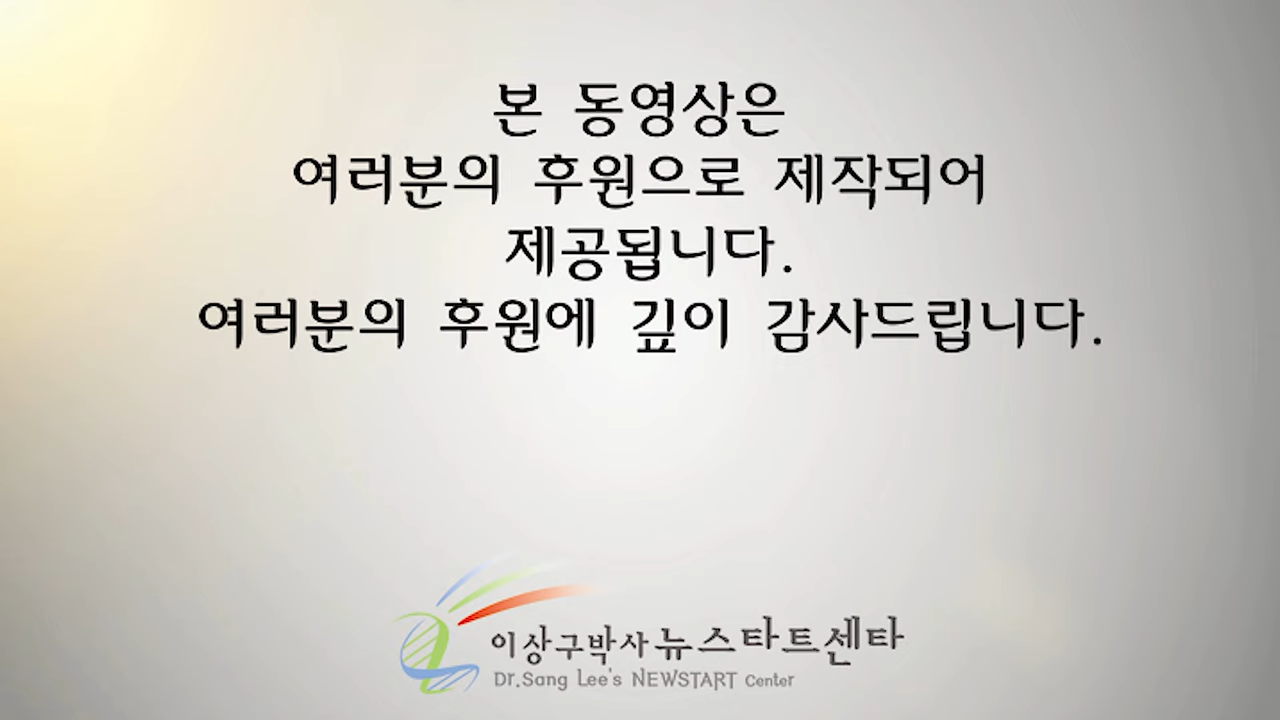 본 동영상은
여러분의 후원으로 제작되어
제공됩니다.
여러분의 후원에 깊이 감사드립니다.
이상구박사 뉴스타트센타
Dr.Sang Lee's NEWSTART Center